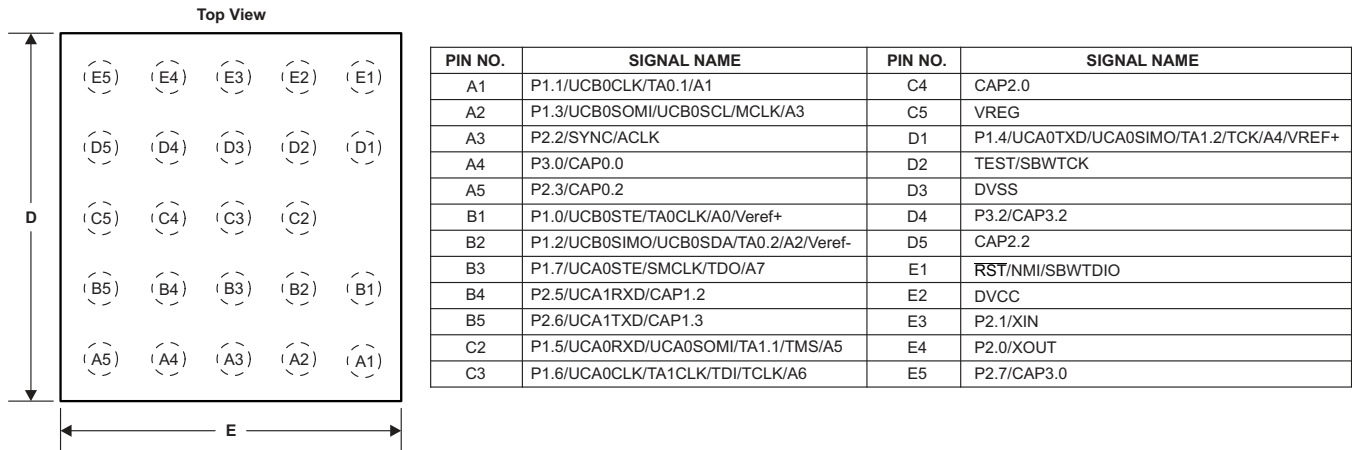 Top View
E5 E4 E3 E2 E1
D5 D4 D3 D2 D1
D
C5 C4 C3 C2
B5 B4 B3 B2 B1
A5 A4 A3 A2 A1
E
PIN NO. SIGNAL NAME PIN NO. SIGNAL NAME
A1 P1.1/UCB0CLK/TA0.1/A1 C4 CAP2.0
A2 P1.3/UCB0SOMI/UCB0SCL/MCLK/A3 C5 VREG
A3 P2.2/SYNC/ACLK D1 P1.4/UCA0TXD/UCA0SIMO/TA1.2/TCK/A4/VREF+
A4 P3.0/CAP0.0 D2 TEST/SBWTCK
A5 P2.3/CAP0.2 D3 DVSS
B1 P1.0/UCB0STE/TA0CLK/A0/Veref+ D4 P3.2/CAP3.2
B2 P1.2/UCB0SIMO/UCB0SDA/TA0.2/A2/Veref- D5 CAP2.2
B3 P1.7/UCA0STE/SMCLK/TDO/A7 E1 R̅S̅T̅/NMI/SBWTDIO
B4 P2.5/UCA1RXD/CAP1.2 E2 DVCC
B5 P2.6/UCA1TXD/CAP1.3 E3 P2.1/XIN
C2 P1.5/UCA0RXD/UCA0SOMI/TA1.1/TMS/A5 E4 P2.0/XOUT
C3 P1.6/UCA0CLK/TA1CLK/TDI/TCLK/A6 E5 P2.7/CAP3.0